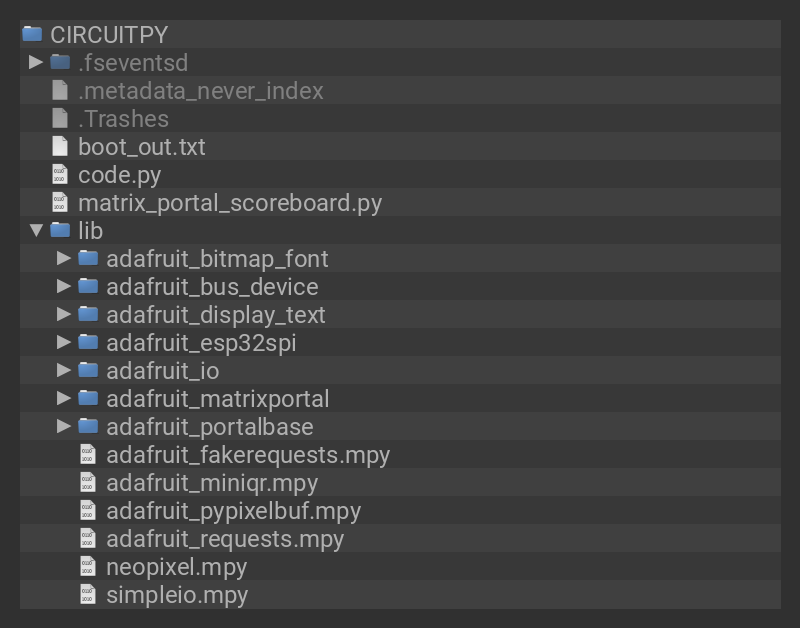 CIRCUITPY
.fseventsd
.metadata_never_index
.Trashes
boot_out.txt
code.py
matrix_portal_scoreboard.py
lib
adafruit_bitmap_font
adafruit_bus_device
adafruit_display_text
adafruit_esp32spi
adafruit_io
adafruit_matrixportal
adafruit_portalbase
adafruit_fakerequests.mpy
adafruit_miniqr.mpy
adafruit_pypixelbuf.mpy
adafruit_requests.mpy
neopixel.mpy
simpleio.mpy